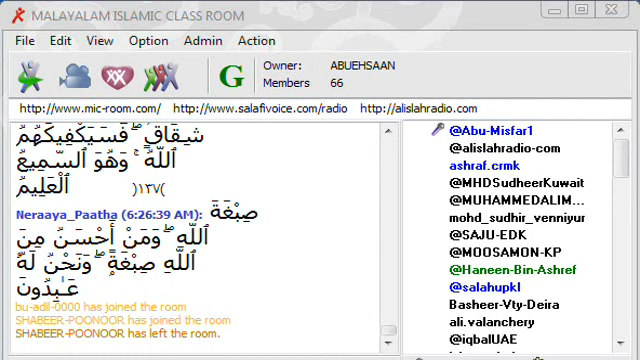 MALAYALAM ISLAMIC CLASS ROOM
File Edit View Option Admin Action
G
Owner: ABUEHSAAN
Members 66
http://www.mic-room.com/ http://www.salafivoice.com/radio http://alislahradio.com
شِقَاقٍۢ ۖ فَسَيَكْفِيكَهُمُ
ٱللَّهُ ۚ وَهُوَ ٱلسَّمِيعُ
ٱلْعَلِيمُ )١٣٧(
Neraaya_Paatha (6:26:39 AM): صِبْغَةَ
ٱللَّهِ ۖ وَمَنْ أَحْسَنُ مِنَ
ٱللَّهِ صِبْغَةًۭ ۖ وَنَحْنُ لَهُۥ
عَـٰبِدُونَ
bu-adil-0000 has joined the room
SHABEER-POONOOR has joined the room
SHABEER-POONOOR has left the room.
@Abu-Misfar1
@alislahradio-com
ashraf.crmk
@MHDSudheerKuwait
@MUHAMMEDALIM...
mohd_sudhir_venniyur
@SAJU-EDK
@MOOSAMON-KP
@Haneen-Bin-Ashref
@salahupkl
Basheer-Vty-Deira
ali.valanchery
@iqbalUAE